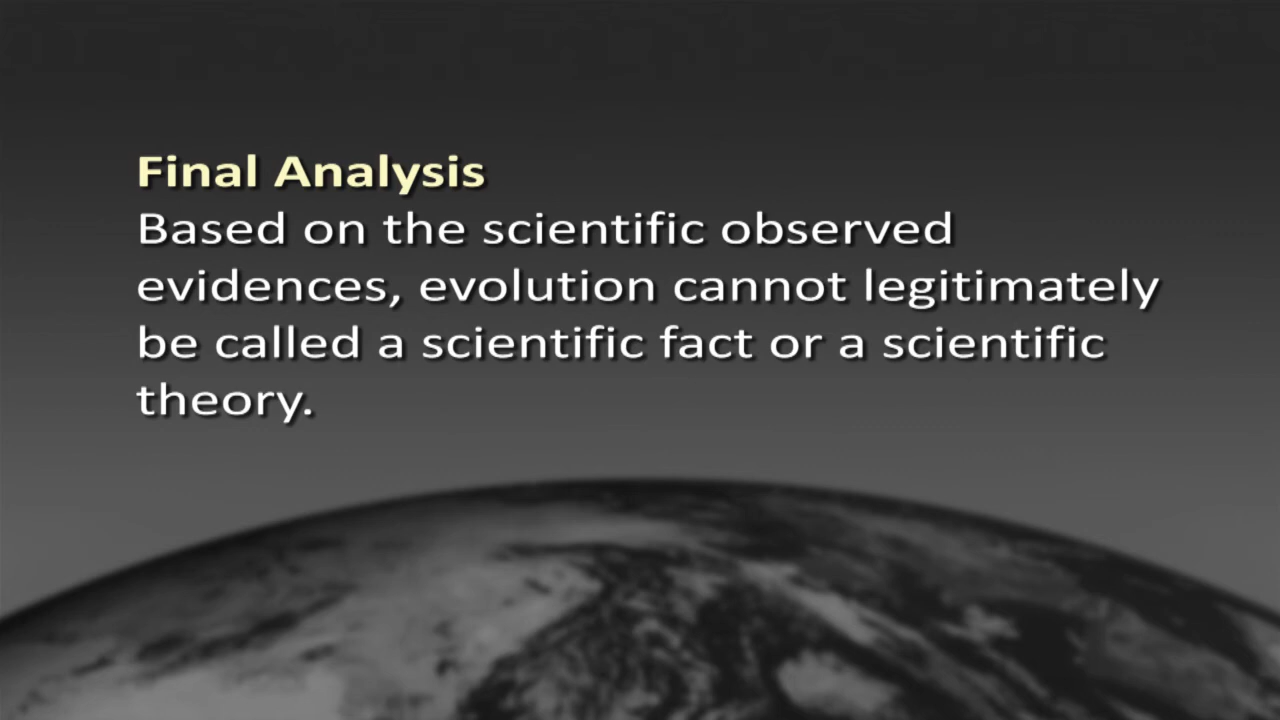 Final Analysis
Based on the scientific observed
evidences, evolution cannot legitimately
be called a scientific fact or a scientific
theory.